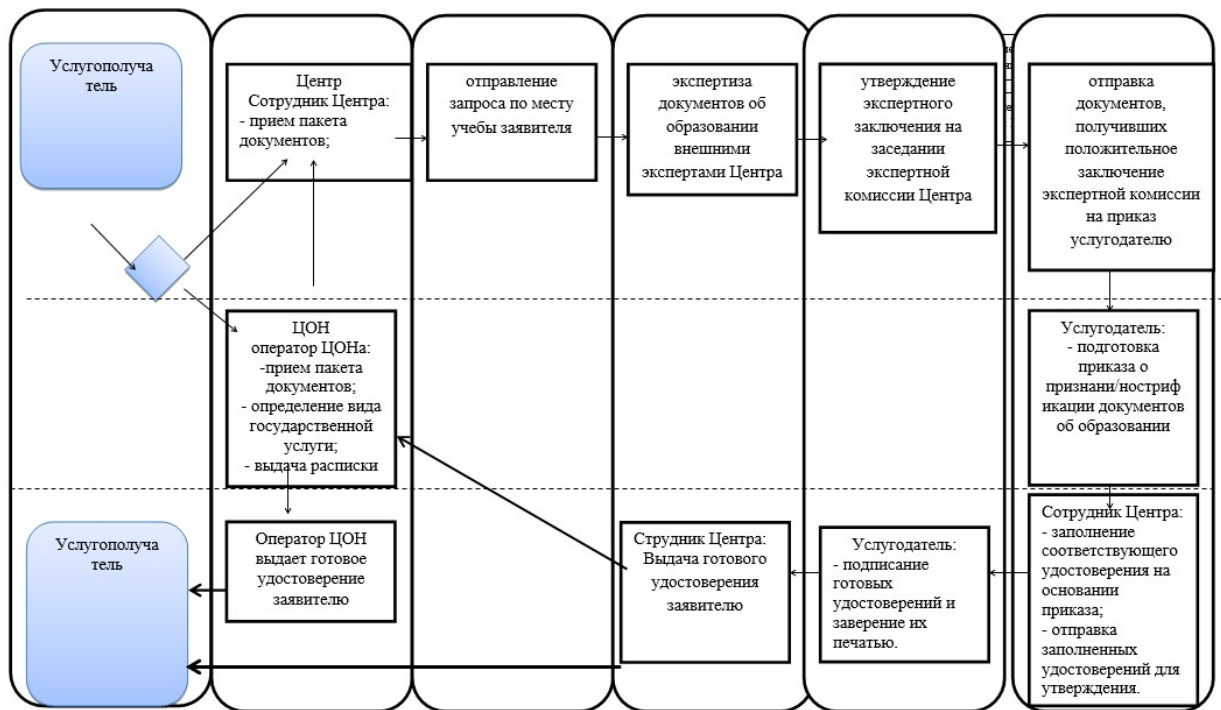 Услугополуча
тель
Центр
Сотрудник Центра:
- прием пакета
документов;
отправление
запроса по месту
учебы заявителя
экспертиза
документов об
образовании
внешними
экспертами Центра
утверждение
экспертного
заключения на
заседании
экспертной
комиссии Центра
отправка
документов,
получивших
положительное
заключение
экспертной комиссии
на приказ
услугодателю
ЦОН
оператор ЦОНа:
-прием пакета
документов;
- определение вида
государственной
услуги;
- выдача расписки
Услугодатель:
- подготовка
приказа о
признани/ностриф
икации документов
об образовании
Услугополуча
тель
Оператор ЦОН
выдает готовое
удостоверение
заявителю
Струдник Центра:
Выдача готового
удостоверения
заявителю
Услугодатель:
- подписание
готовых
удостоверений и
заверение их
печатью.
Сотрудник Центра:
- заполнение
соответствующего
удостоверения на
основании
приказа;
- отправка
заполненных
удостоверений для
утверждения.